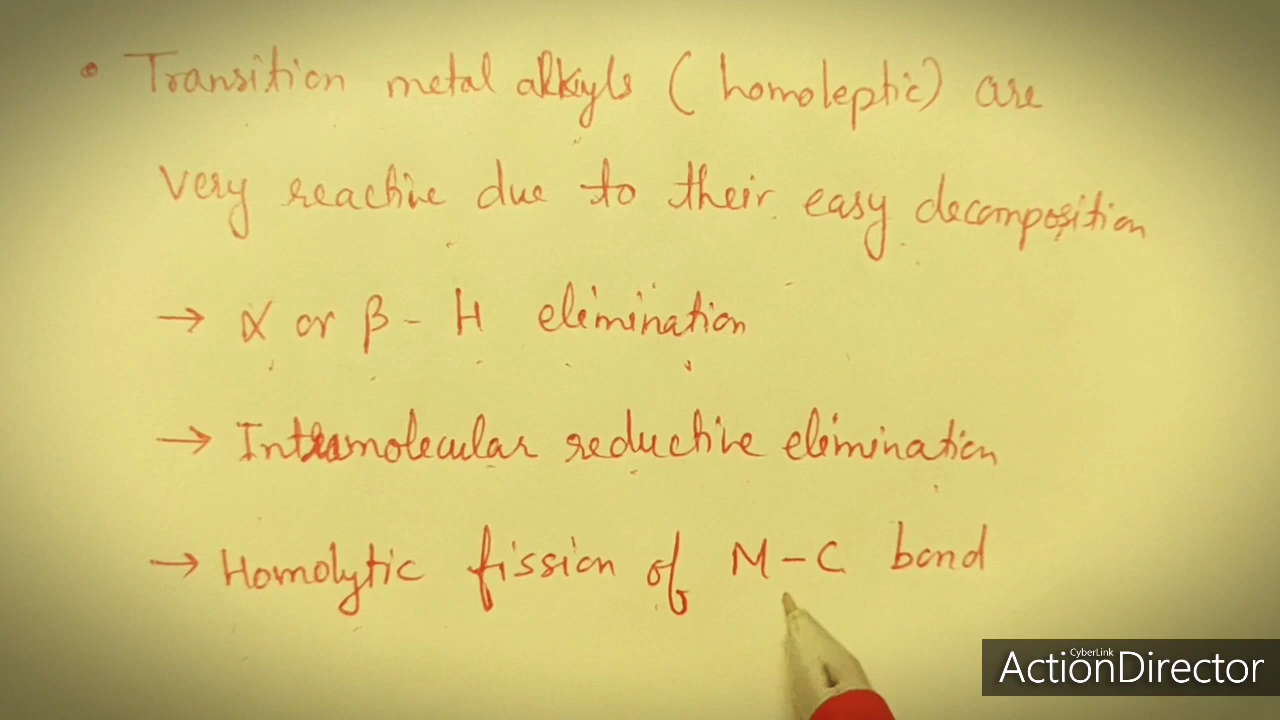 • Transition metal alkyls (homoleptic) are
very reactive due to their easy decomposition
→ α or β - H elimination
→ Intramolecular reductive elimination
→ Homolytic fission of M-C bond
CyberLink
ActionDirector